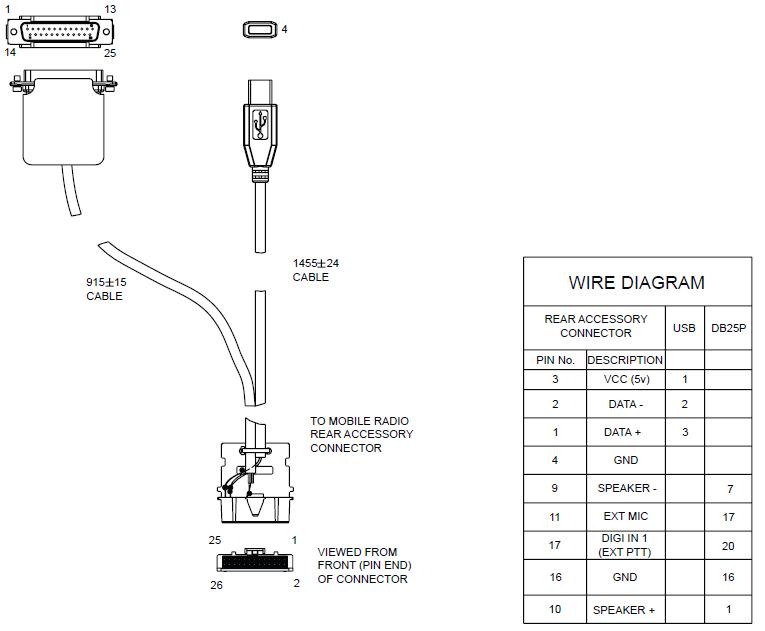 1 13
14 25
4
915±15
CABLE
1455±24
CABLE
TO MOBILE RADIO
REAR ACCESSORY
CONNECTOR
25 1
26 2
VIEWED FROM
FRONT (PIN END)
OF CONNECTOR
WIRE DIAGRAM
REAR ACCESSORY
CONNECTOR
USB
DB25P
PIN No. DESCRIPTION
3 VCC (5v) 1
2 DATA - 2
1 DATA + 3
4 GND
9 SPEAKER - 7
11 EXT MIC 17
17 DIGI IN 1
(EXT PTT) 20
16 GND 16
10 SPEAKER + 1